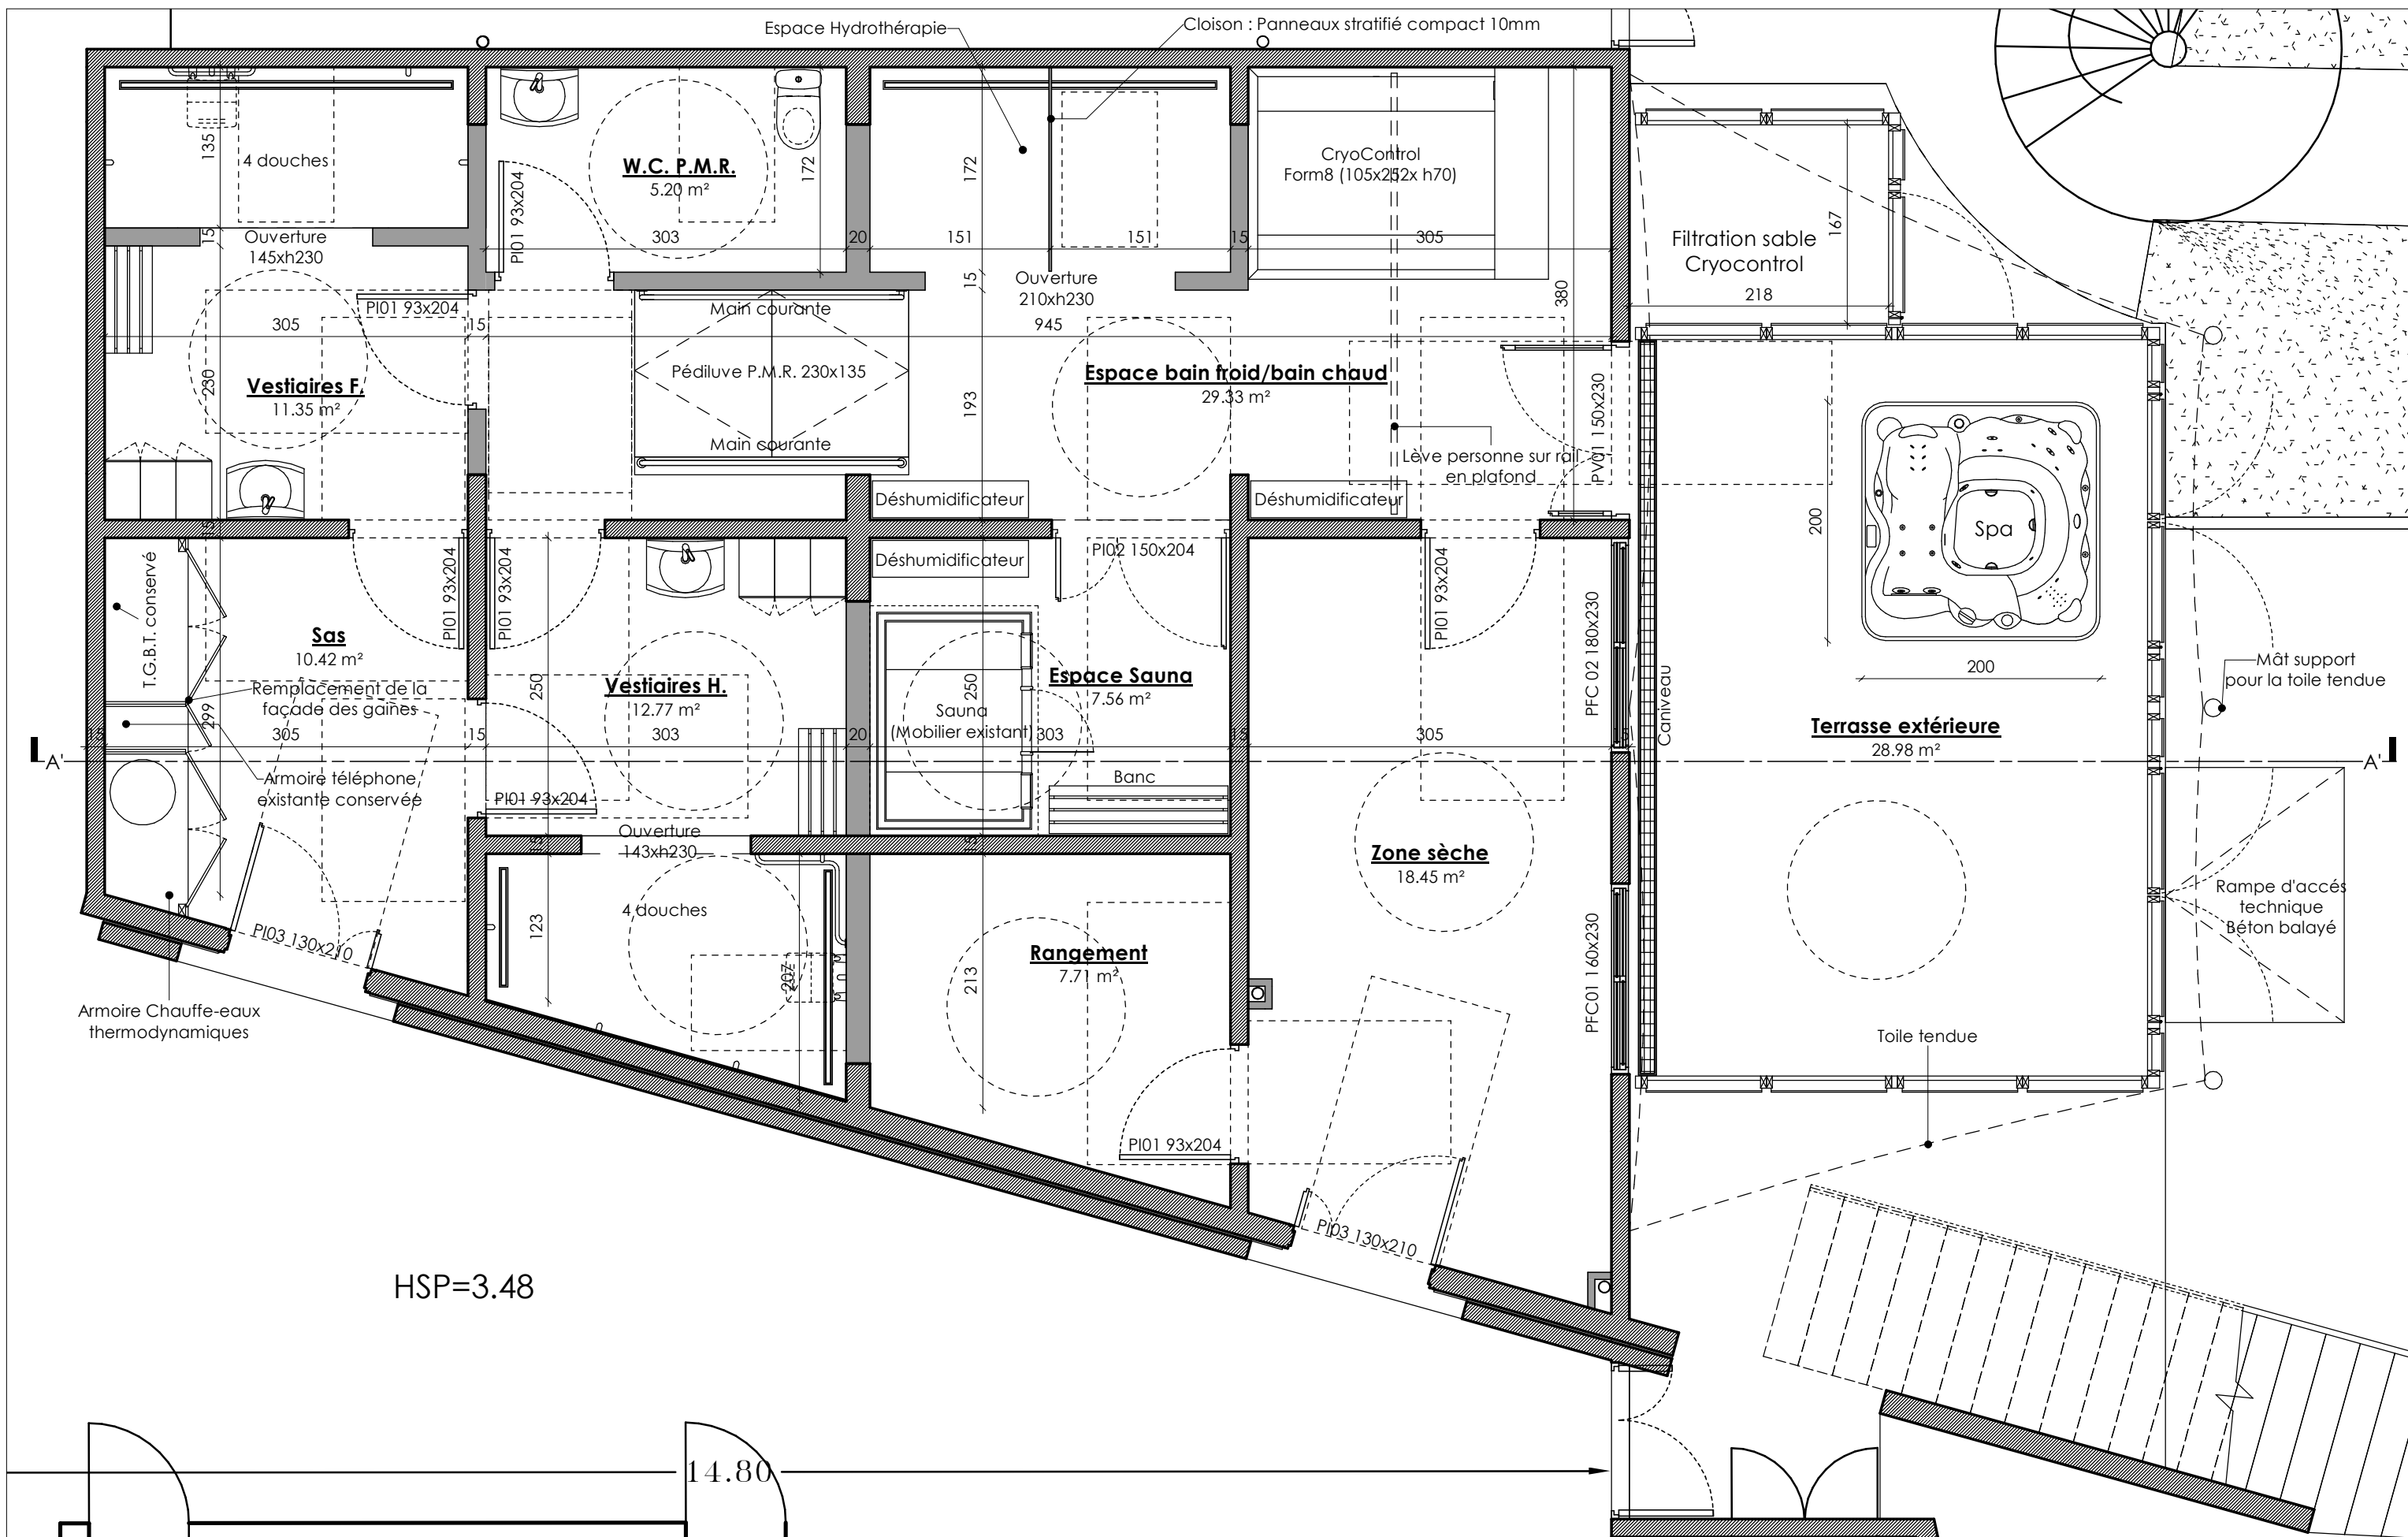 Espace Hydrothérapie
Cloison : Panneaux stratifié compact 10mm
135
4 douches
W.C. P.M.R.
5.20 m²
172
PI01 93x204
172
CryoControl
Form8 (105x252x h70)
167
Filtration sable
Cryocontrol
218
15
Ouverture
145xh230
303
20
151
151
15
305
15
Ouverture
210xh230
380
PI01 93x204
Main courante
305
15
945
230
Vestiaires F.
11.35 m²
Pédiluve P.M.R. 230x135
193
Espace bain froid/bain chaud
29.33 m²
PV01 150x230
Main courante
Lève personne sur rail
en plafond
Déshumidificateur
Déshumidificateur
200
Spa
15
T.G.B.T. conservé
PI01 93x204
PI01 93x204
Déshumidificateur
PI02 150x204
PI01 93x204
PFC 02 180x230
Sas
10.42 m²
Remplacement de la
façade des gaines
299
250
Vestiaires H.
12.77 m²
250
Espace Sauna
7.56 m²
Caniveau
200
Mât support
pour la toile tendue
Sauna
(Mobilier existant)
Terrasse extérieure
28.98 m²
15
305
15
303
20
303
15
305
15
A'
A'
Armoire téléphone
existante conservée
Banc
PI01 93x204
Ouverture
143xh230
15
15
Zone sèche
18.45 m²
Rampe d'accés
technique
Béton balayé
4 douches
123
207
PI03 130x210
Rangement
7.71 m²
213
PFC01 160x230
Armoire Chauffe-eaux
thermodynamiques
Toile tendue
PI01 93x204
PI03 130x210
HSP=3.48
14.80